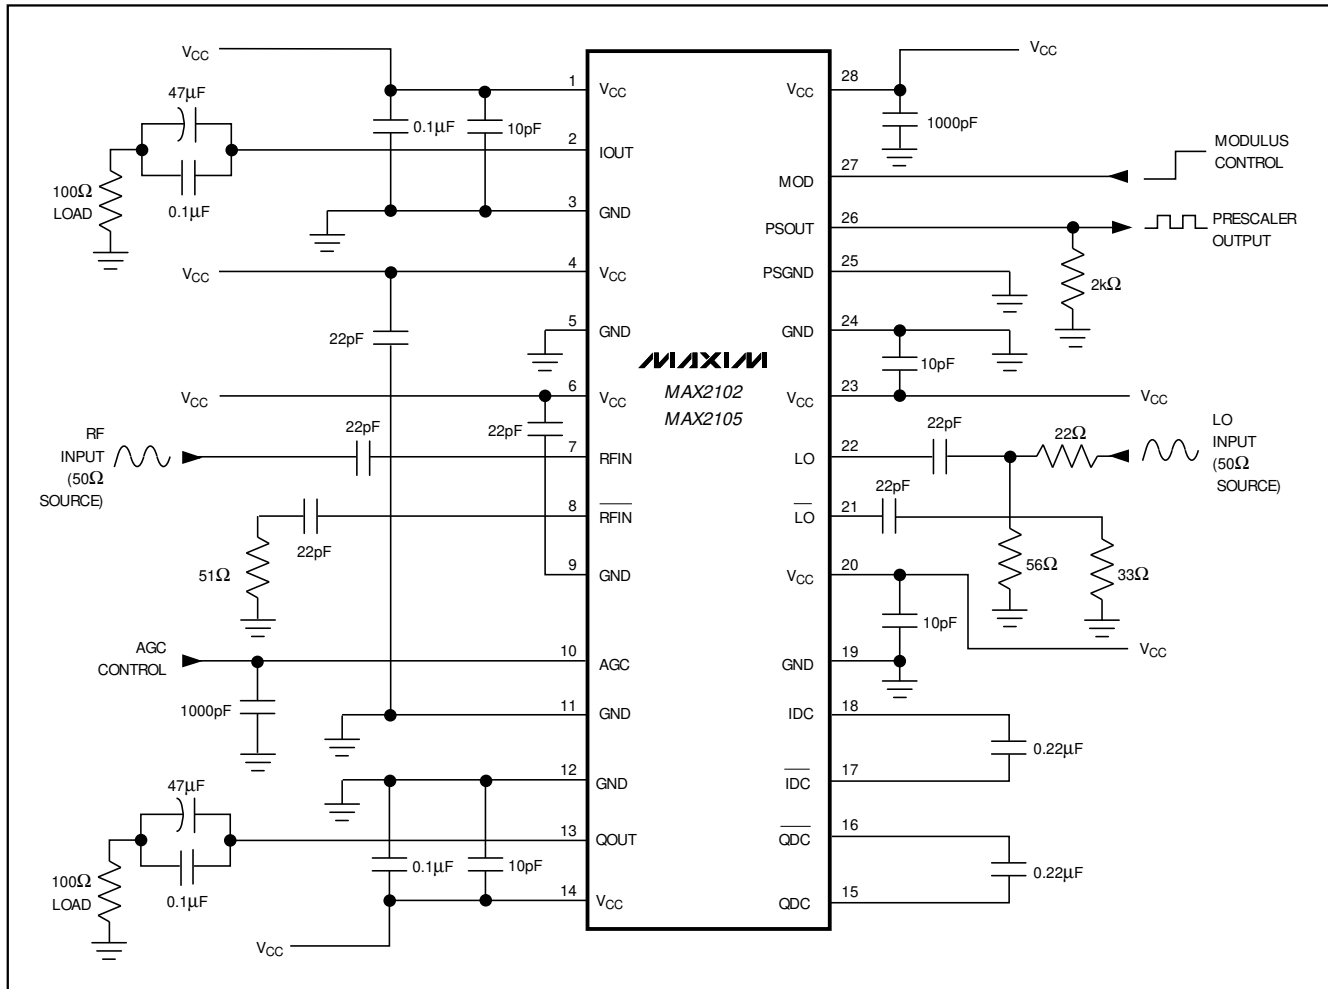 VCC
1
VCC
47µF
0.1µF
10pF
2
IOUT
100Ω
LOAD
0.1µF
3
GND
VCC
4
VCC
22pF
5
GND
VCC
6
VCC
22pF
RF
INPUT
(50Ω
SOURCE)
22pF
7
RFIN
8
RFIN
22pF
51Ω
9
GND
AGC
CONTROL
10
AGC
1000pF
11
GND
12
GND
47µF
13
QOUT
0.1µF
10pF
100Ω
LOAD
0.1µF
14
VCC
VCC
MAXIM
MAX2102
MAX2105
VCC
28
VCC
1000pF
27
MOD
MODULUS
CONTROL
26
PSOUT
PRESCALER
OUTPUT
2kΩ
25
PSGND
24
GND
10pF
23
VCC
VCC
22
LO
22pF
22Ω
LO
INPUT
(50Ω
SOURCE)
21
LO
22pF
56Ω
33Ω
20
VCC
10pF
VCC
19
GND
18
IDC
0.22µF
17
IDC
16
QDC
0.22µF
15
QDC